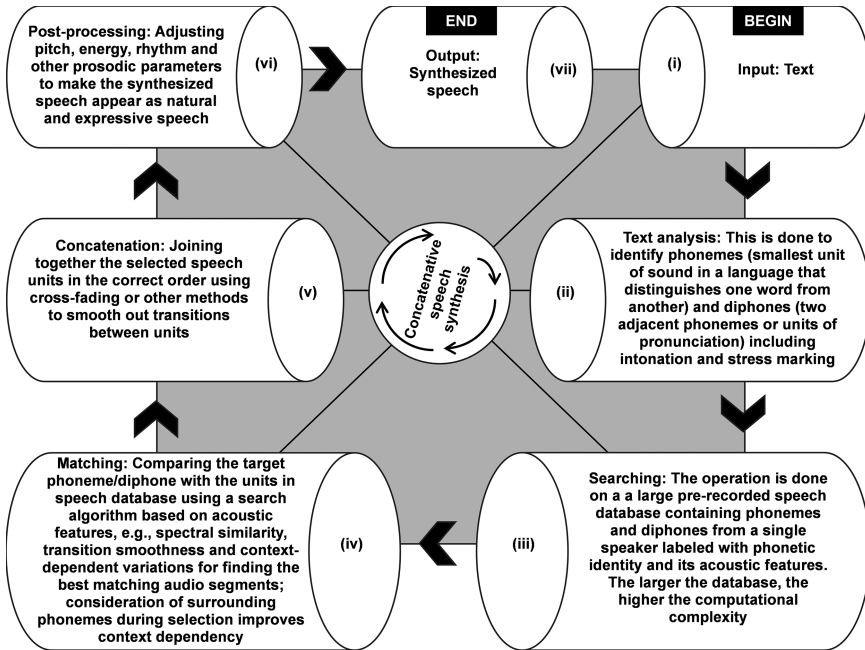 BEGIN
(i)
Input: Text
(ii)
Text analysis: This is done to
identify phonemes (smallest unit
of sound in a language that
distinguishes one word from
another) and diphones (two
adjacent phonemes or units of
pronunciation) including
intonation and stress marking
(iii)
Searching: The operation is done
on a a large pre-recorded speech
database containing phonemes
and diphones from a single
speaker labeled with phonetic
identity and its acoustic features.
The larger the database, the
higher the computational
complexity
(iv)
Matching: Comparing the target
phoneme/diphone with the units in
speech database using a search
algorithm based on acoustic
features, e.g., spectral similarity,
transition smoothness and context-
dependent variations for finding the
best matching audio segments;
consideration of surrounding
phonemes during selection improves
context dependency
(v)
Concatenation: Joining
together the selected speech
units in the correct order using
cross-fading or other methods
to smooth out transitions
between units
(vi)
Post-processing: Adjusting
pitch, energy, rhythm and
other prosodic parameters
to make the synthesized
speech appear as natural
and expressive speech
END
(vii)
Output:
Synthesized
speech
Concatenative
speech
synthesis